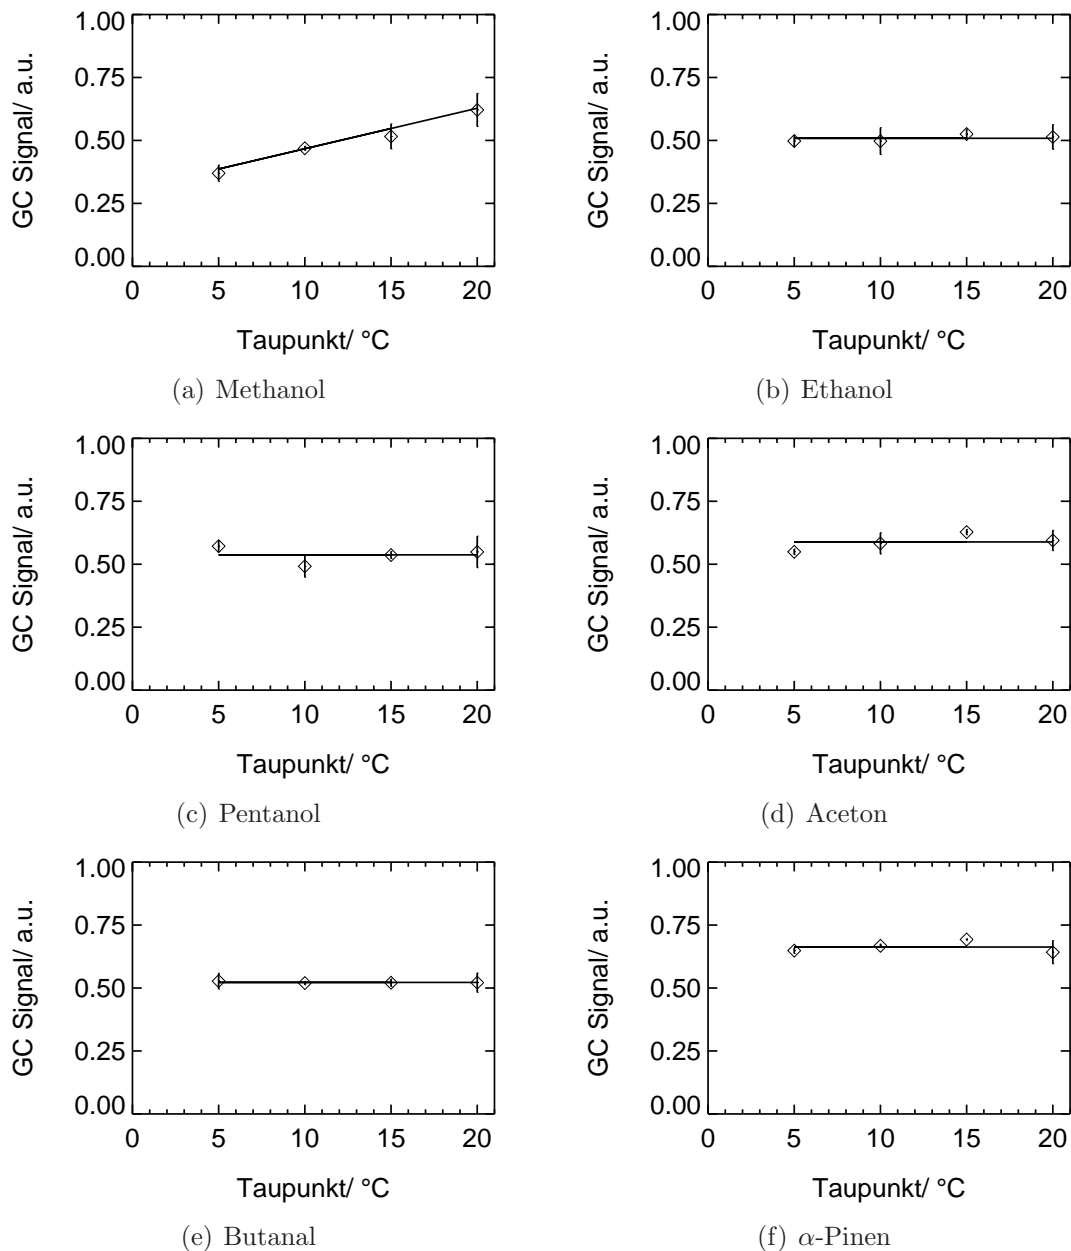 1.00
0.75
0.50
0.25
0.00
GC Signal/ a.u.
0 5 10 15 20
Taupunkt/ °C
(a) Methanol
1.00
0.75
0.50
0.25
0.00
GC Signal/ a.u.
0 5 10 15 20
Taupunkt/ °C
(b) Ethanol
1.00
0.75
0.50
0.25
0.00
GC Signal/ a.u.
0 5 10 15 20
Taupunkt/ °C
(c) Pentanol
1.00
0.75
0.50
0.25
0.00
GC Signal/ a.u.
0 5 10 15 20
Taupunkt/ °C
(d) Aceton
1.00
0.75
0.50
0.25
0.00
GC Signal/ a.u.
0 5 10 15 20
Taupunkt/ °C
(e) Butanal
1.00
0.75
0.50
0.25
0.00
GC Signal/ a.u.
0 5 10 15 20
Taupunkt/ °C
(f) α-Pinen